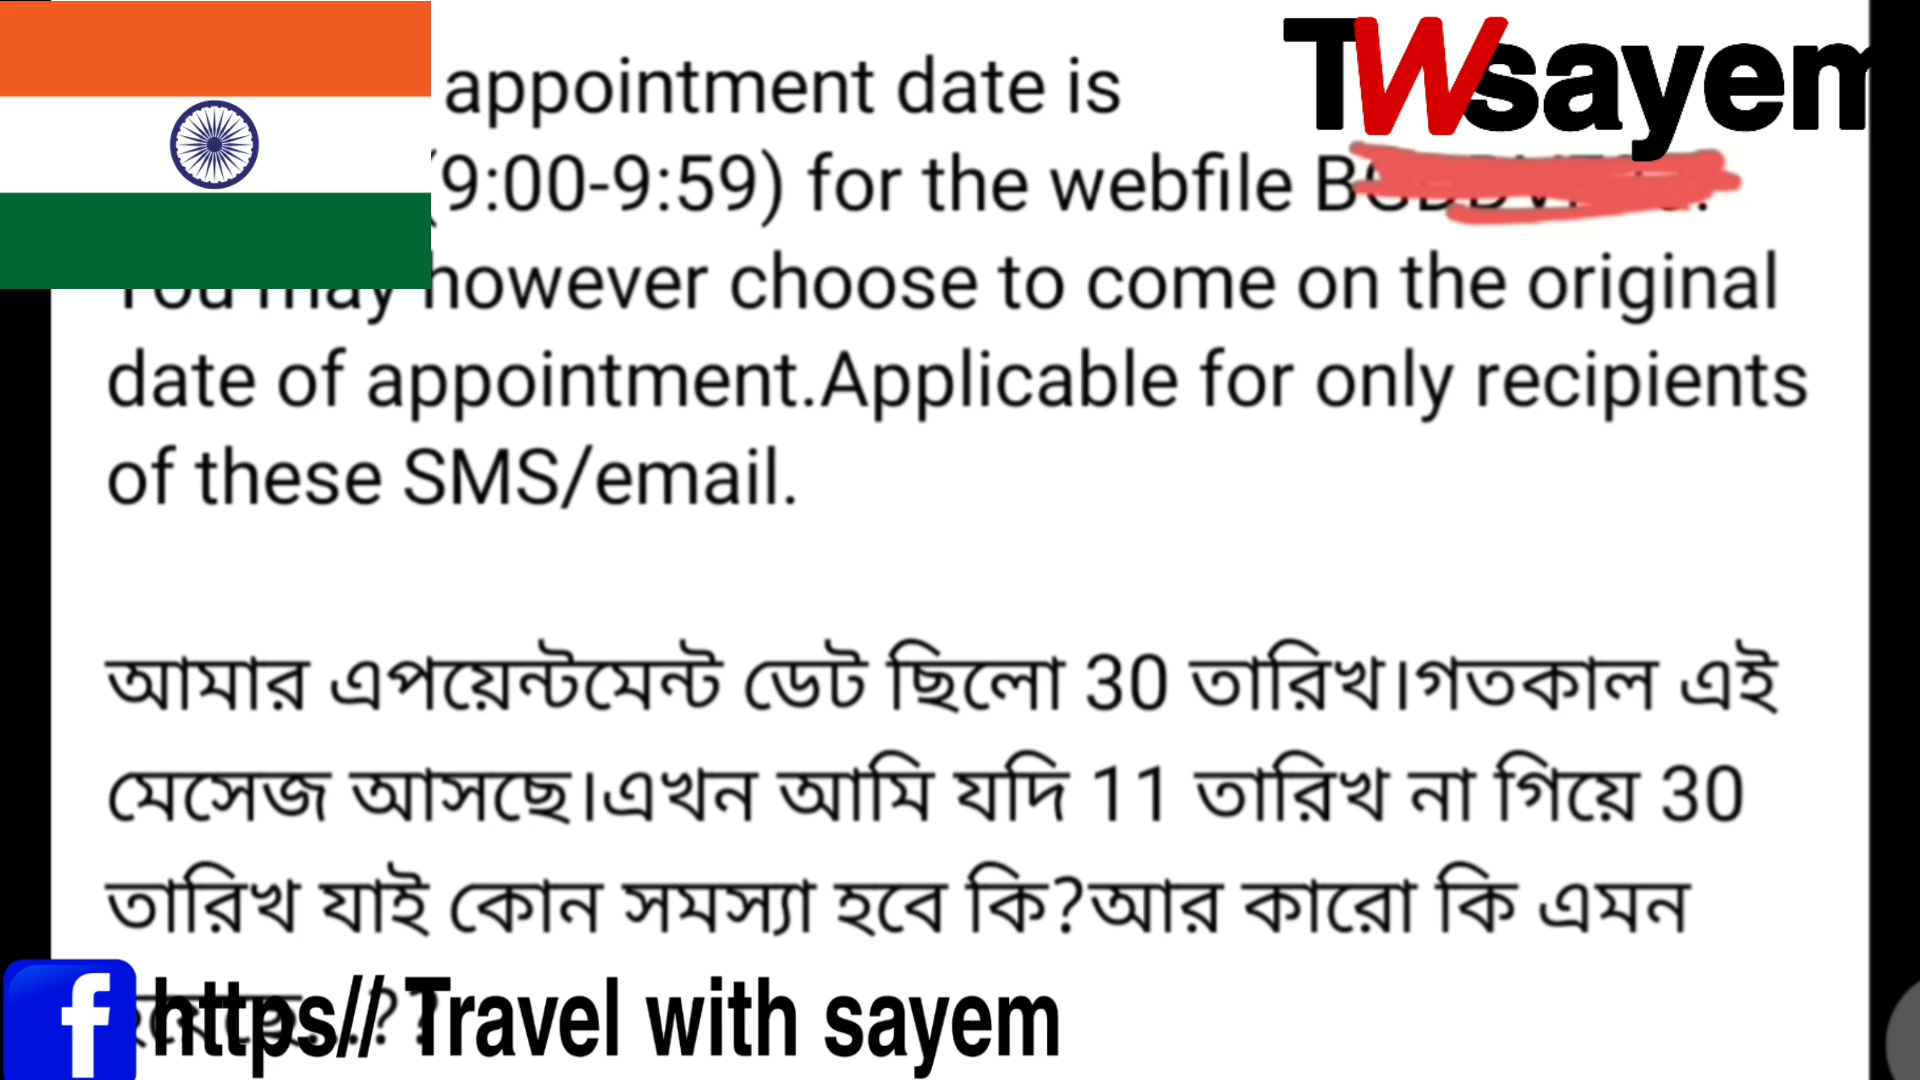 TWsayem
appointment date is
(9:00-9:59) for the webfile
You may however choose to come on the original
date of appointment.Applicable for only recipients
of these SMS/email.
আমার এপয়েন্টমেন্ট ডেট ছিলো 30 তারিখ।গতকাল এই
মেসেজ আসছে।এখন আমি যদি 11 তারিখ না গিয়ে 30
তারিখ যাই কোন সমস্যা হবে কি?আর কারো কি এমন
f https// Travel with sayem